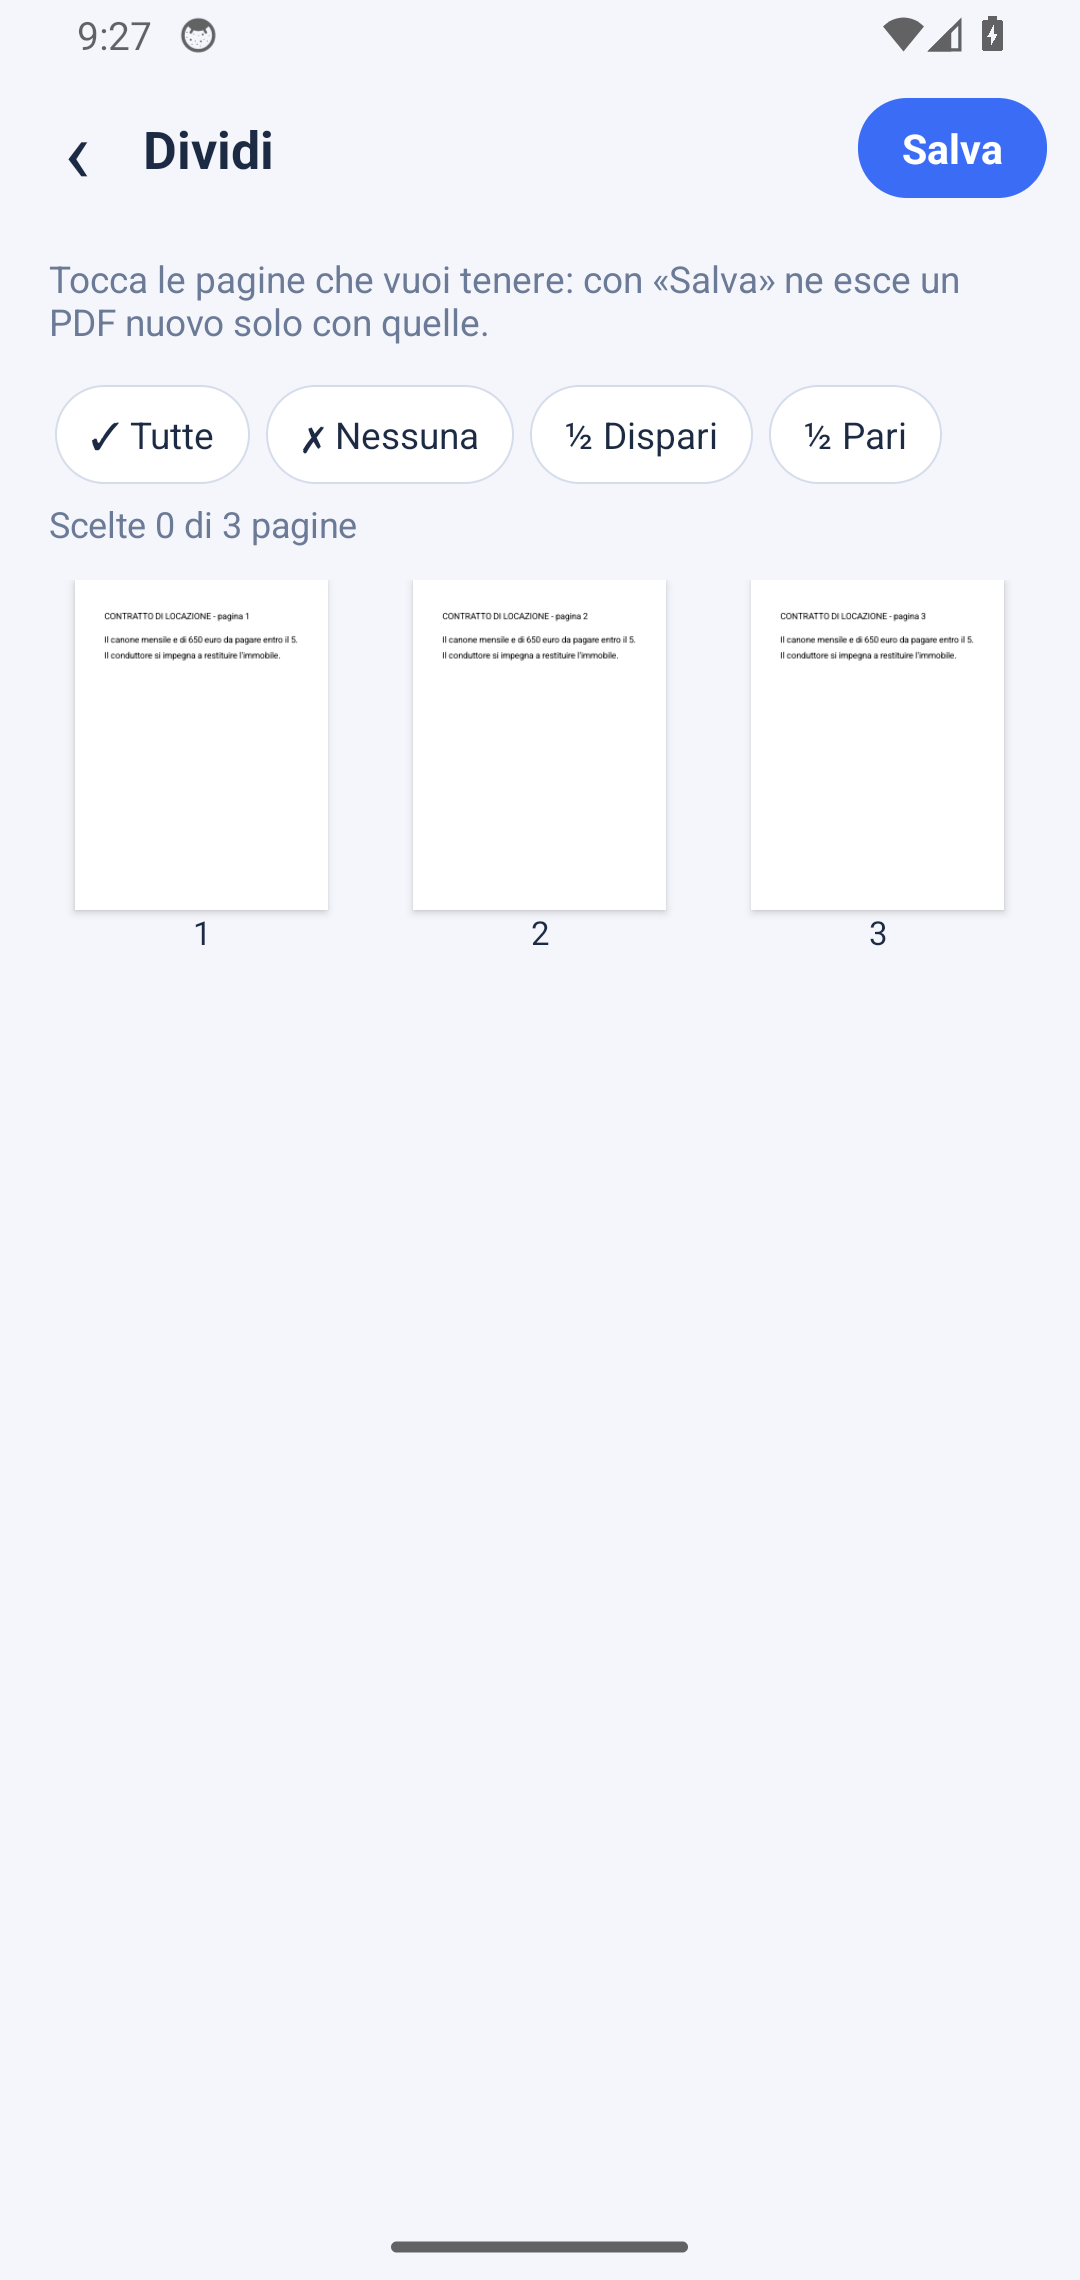 9:27
‹ Dividi
Salva
Tocca le pagine che vuoi tenere: con «Salva» ne esce un
PDF nuovo solo con quelle.
✓ Tutte
✗ Nessuna
½ Dispari
½ Pari
Scelte 0 di 3 pagine
CONTRATTO DI LOCAZIONE - pagina 1
Il canone mensile e di 650 euro da pagare entro il 5.
Il conduttore si impegna a restituire l'immobile.
1
CONTRATTO DI LOCAZIONE - pagina 2
Il canone mensile e di 650 euro da pagare entro il 5.
Il conduttore si impegna a restituire l'immobile.
2
CONTRATTO DI LOCAZIONE - pagina 3
Il canone mensile e di 650 euro da pagare entro il 5.
Il conduttore si impegna a restituire l'immobile.
3